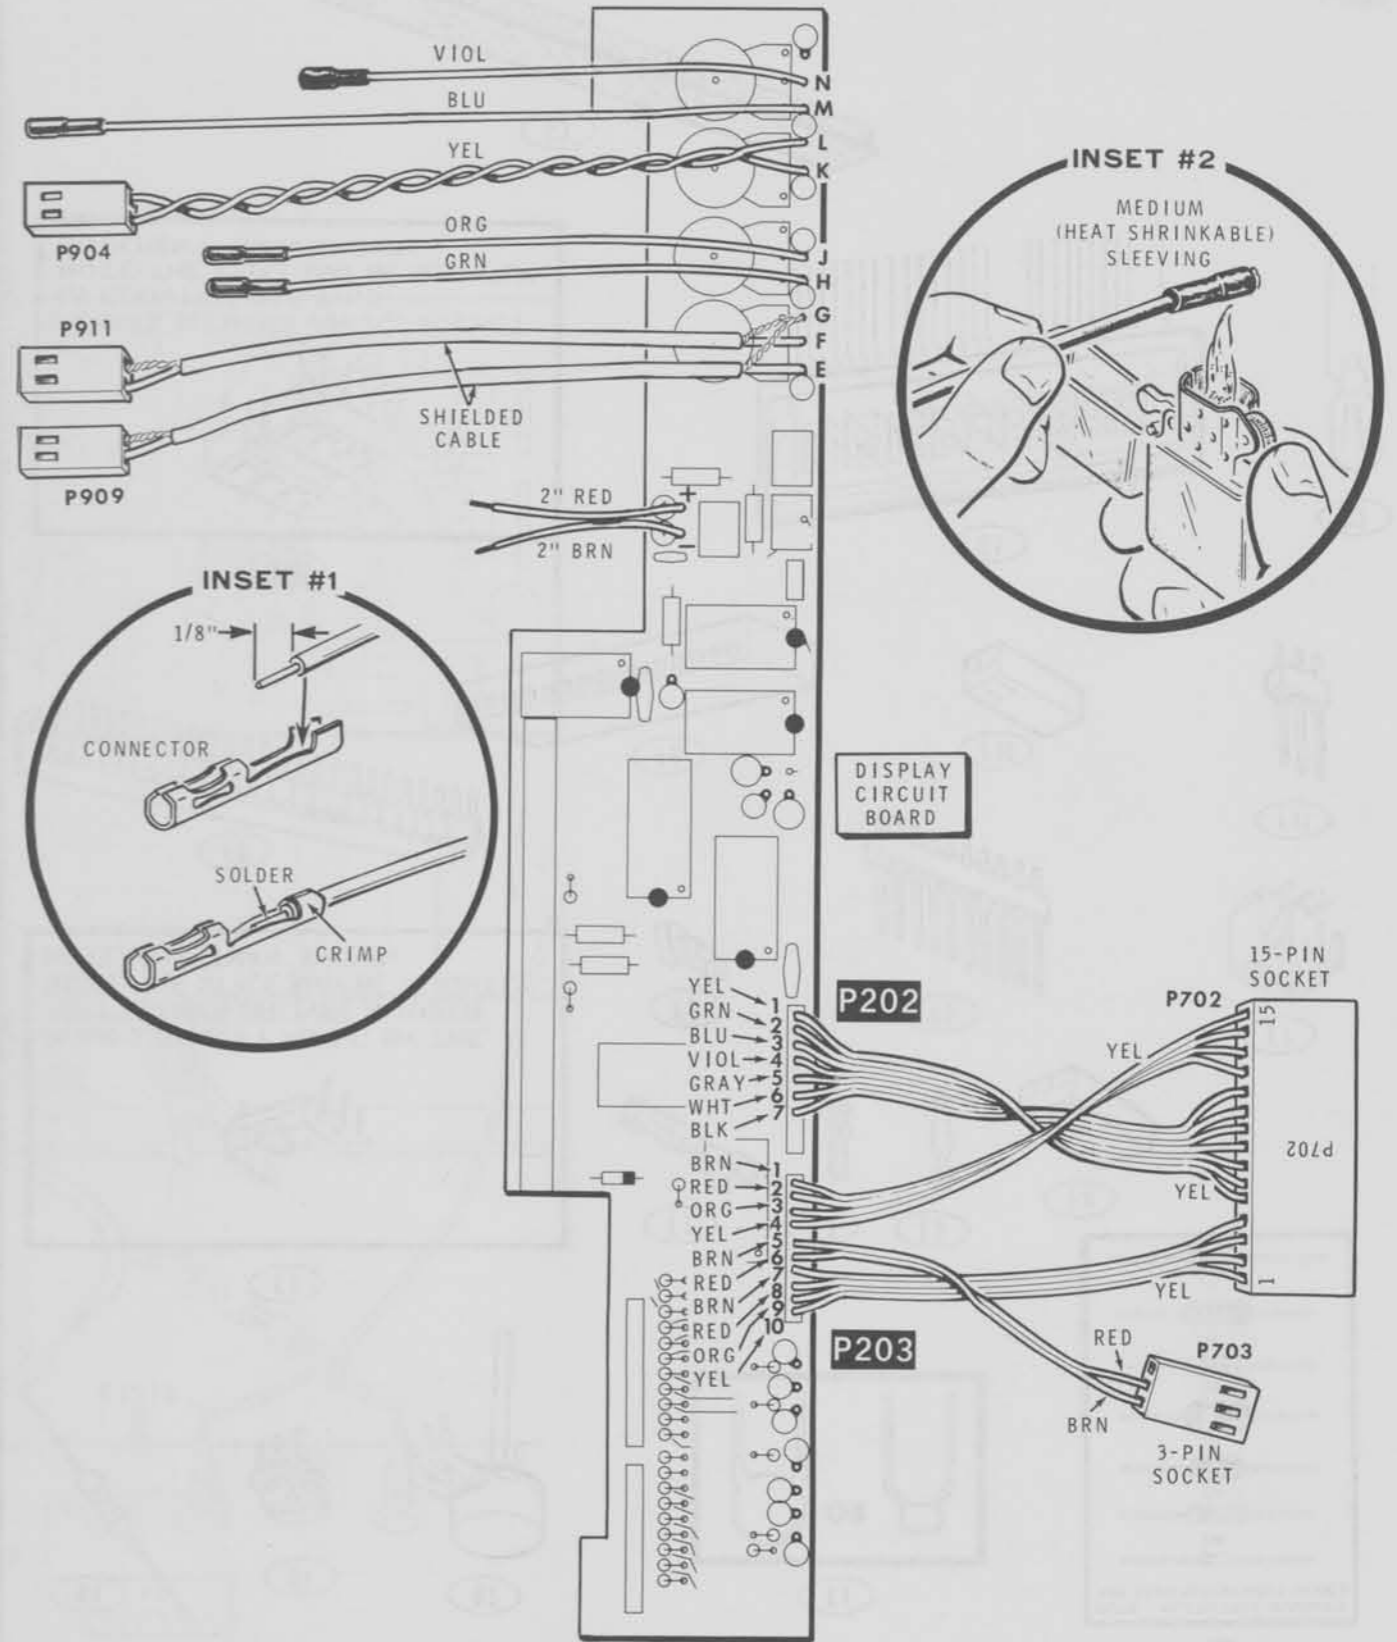 VIOL
N
BLU
M
YEL
L
K
P904
ORG
J
GRN
H
P911
G
F
E
SHIELDED
CABLE
P909
2" RED
+
2" BRN
-
INSET #2
MEDIUM
(HEAT SHRINKABLE)
SLEEVING
INSET #1
1/8"
CONNECTOR
SOLDER
CRIMP
DISPLAY
CIRCUIT
BOARD
P202
YEL 1
GRN 2
BLU 3
VIOL 4
GRAY 5
WHT 6
BLK 7
BRN 1
RED 2
ORG 3
YEL 4
BRN 5
RED 6
BRN 7
RED 8
ORG 9
YEL 10
P203
15-PIN
SOCKET
P702
15
YEL
P702
YEL
YEL
1
RED
P703
BRN
3-PIN
SOCKET